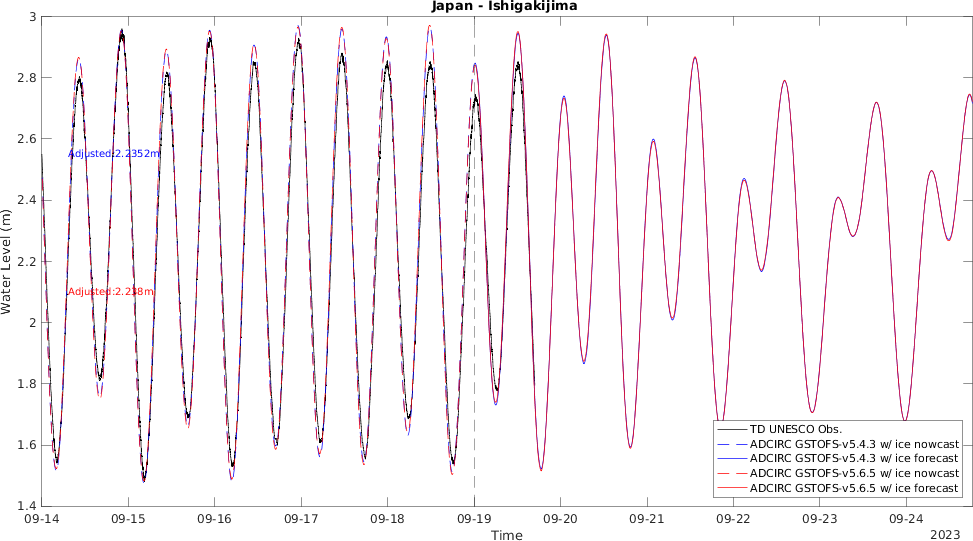 Japan - Ishigakijima
3
2.8
2.6
2.4
2.2
2
1.8
1.6
1.4
Water Level (m)
Adjusted:2.2352m
Adjusted:2.238m
TD UNESCO Obs.
ADCIRC GSTOFS-v5.4.3 w/ ice nowcast
ADCIRC GSTOFS-v5.4.3 w/ ice forecast
ADCIRC GSTOFS-v5.6.5 w/ ice nowcast
ADCIRC GSTOFS-v5.6.5 w/ ice forecast
09-14 09-15 09-16 09-17 09-18 09-19 09-20 09-21 09-22 09-23 09-24
Time
2023